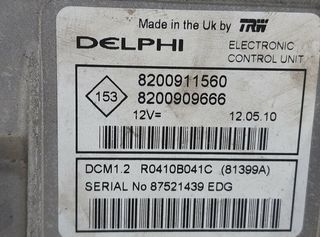 Made in the Uk by TRW
DELPHI ELECTRONIC
CONTROL UNIT
153
8200911560
8200909666
12V= 12.05.10
DCM1.2 R0410B041C (81399A)
SERIAL No 87521439 EDG